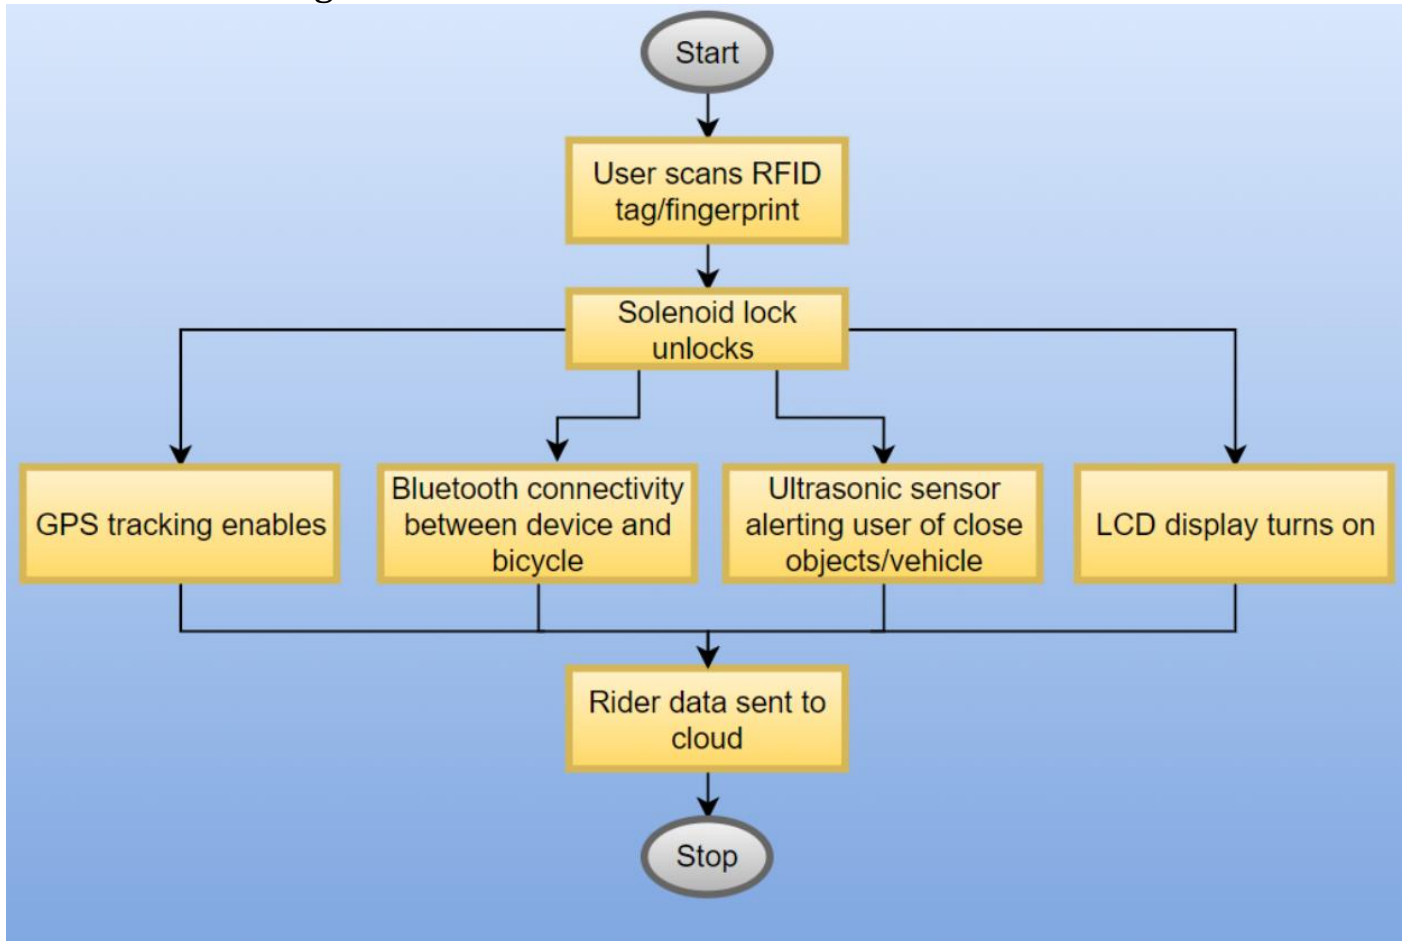 Start
User scans RFID
tag/fingerprint
Solenoid lock
unlocks
GPS tracking enables
Bluetooth connectivity
between device and
bicycle
Ultrasonic sensor
alerting user of close
objects/vehicle
LCD display turns on
Rider data sent to
cloud
Stop